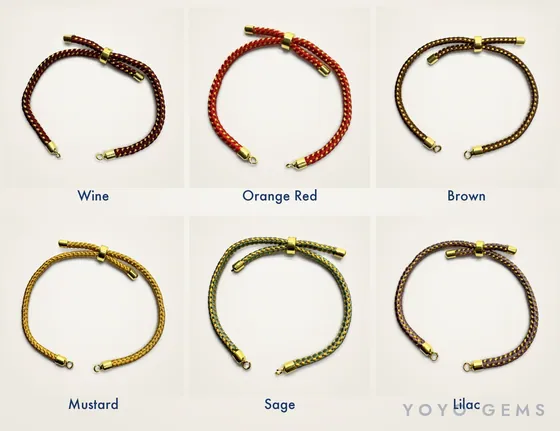 Wine
Orange Red
Brown
Mustard
Sage
Lilac
YOYO GEMS